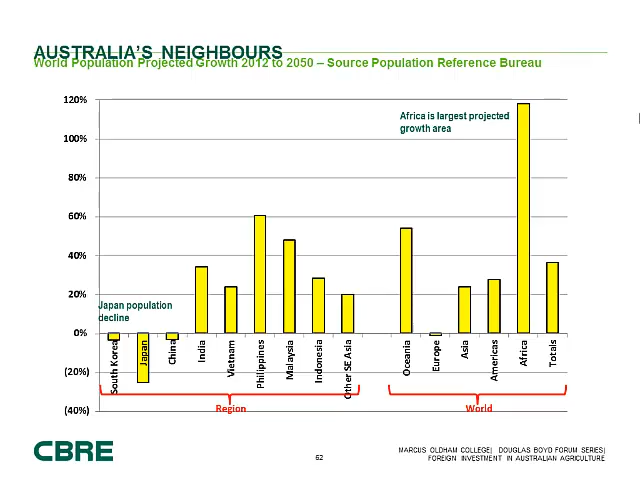 AUSTRALIA'S NEIGHBOURS
World Population Projected Growth 2012 to 2050 – Source Population Reference Bureau
120%
100%
80%
60%
40%
20%
0%
(20%)
(40%)
Africa is largest projected
growth area
Japan population
decline
South Korea
Japan
China
India
Vietnam
Philippines
Malaysia
Indonesia
Other SE Asia
Oceania
Europe
Asia
Americas
Africa
Totals
Region
World
CBRE
62
MARCUS OLDHAM COLLEGE| DOUGLAS BOYD FORUM SERIES|
FOREIGN INVESTMENT IN AUSTRALIAN AGRICULTURE